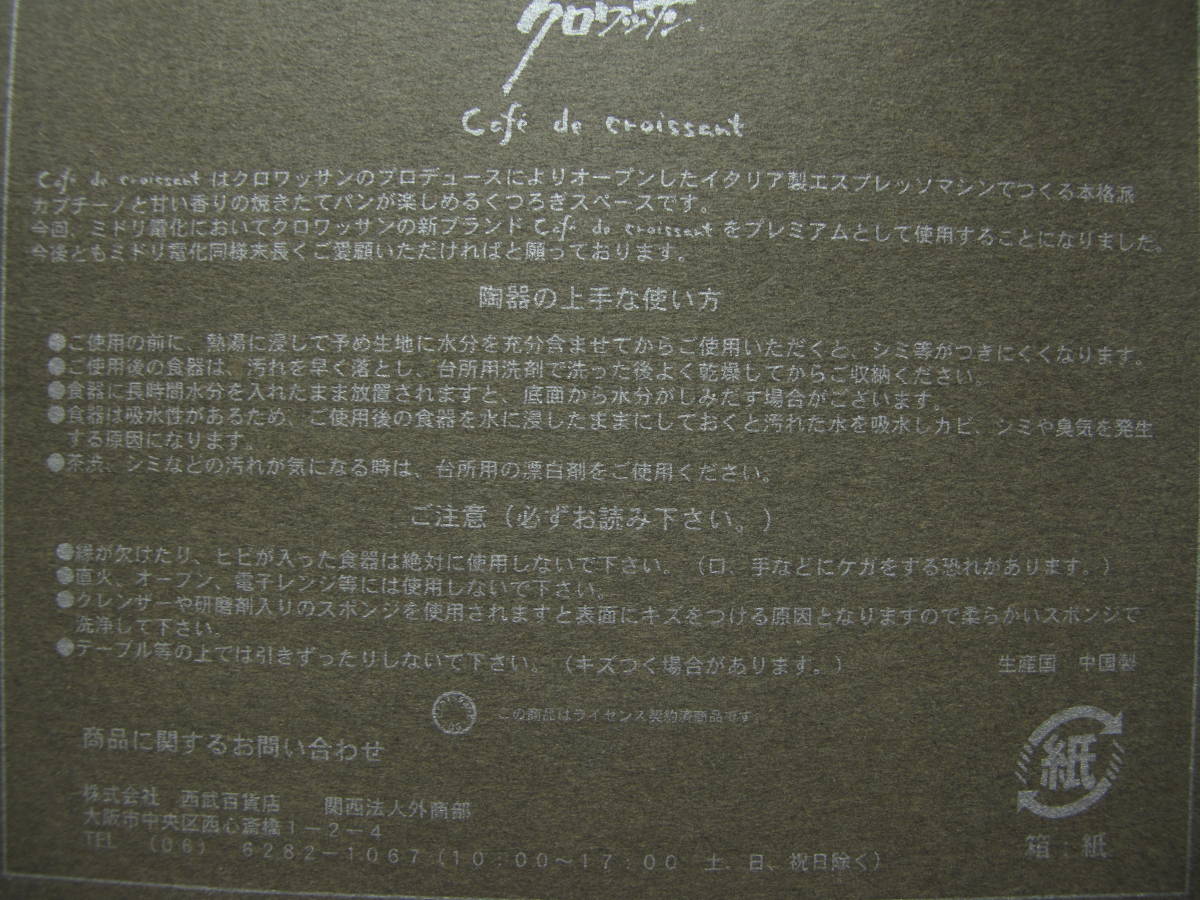 クロワッサン
Café de croissant
Café de croissant はクロワッサンのプロデュースによりオープンしたイタリア製エスプレッソマシンでつくる本格派
カプチーノと甘い香りの焼きたてパンが楽しめるくつろぎスペースです。
今回、ミドリ電化においてクロワッサンの新ブランド Café de croissant をプレミアムとして使用することになりました。
今後ともミドリ電化同様末長くご愛顧いただければと願っております。
陶器の上手な使い方
●ご使用の前に、熱湯に浸して予め生地に水分を充分含ませてからご使用いただくと、シミ等がつきにくくなります。
●ご使用後の食器は、汚れを早く落とし、台所用洗剤で洗った後よく乾燥してからご収納ください。
●食器に長時間水分を入れたまま放置されますと、底面から水分がしみだす場合がございます。
●食器は吸水性があるため、ご使用後の食器を水に浸したままにしておくと汚れた水を吸水しカビ、シミや臭気を発生
する原因になります。
●茶渋、シミなどの汚れが気になる時は、台所用の漂白剤をご使用ください。
ご注意（必ずお読み下さい。）
●縁が欠けたり、ヒビが入った食器は絶対に使用しないで下さい。（口、手などにケガをする恐れがあります。）
●直火、オーブン、電子レンジ等には使用しないで下さい。
●クレンザーや研磨剤入りのスポンジを使用されますと表面にキズをつける原因となりますので柔らかいスポンジで
洗浄して下さい。
●テーブル等の上では引きずったりしないで下さい。（キズつく場合があります。）
生産国　中国製
この商品はライセンス契約済商品です。
商品に関するお問い合わせ
株式会社　西武百貨店　　関西法人外商部
大阪市中央区西心斎橋１－２－４
TEL　（０６）　６２８２－１０６７（１０：００～１７：００　土、日、祝日除く）
紙
箱：紙